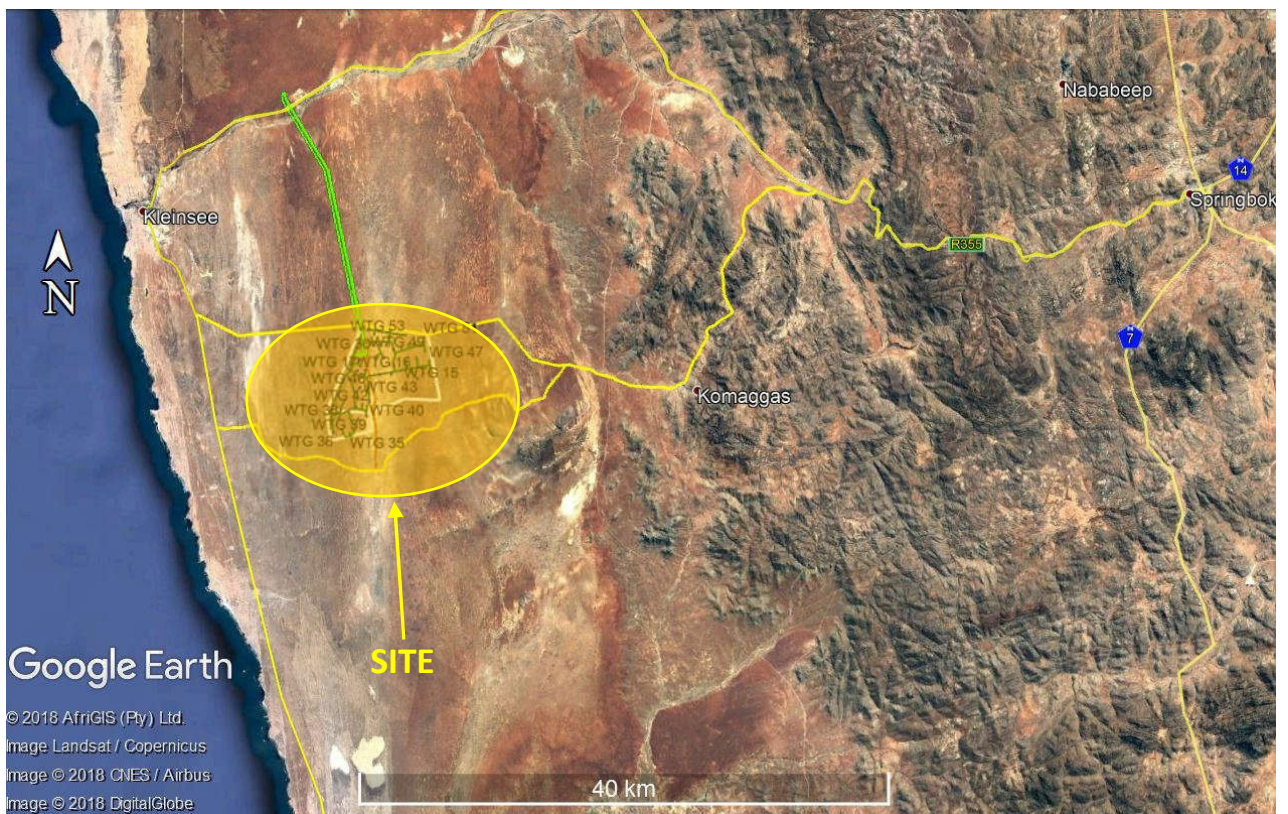 Nababeep
N
14
Springbok
Kleinsee
R355
N
N
7
WTG 53
WTG 47
WTG 15
WTG 43
Komaggas
WTG 40
WTG 39
WTG 36
WTG 35
SITE
Google Earth
© 2018 AfriGIS (Pty) Ltd.
Image Landsat / Copernicus
Image © 2018 CNES / Airbus
Image © 2018 DigitalGlobe
40 km